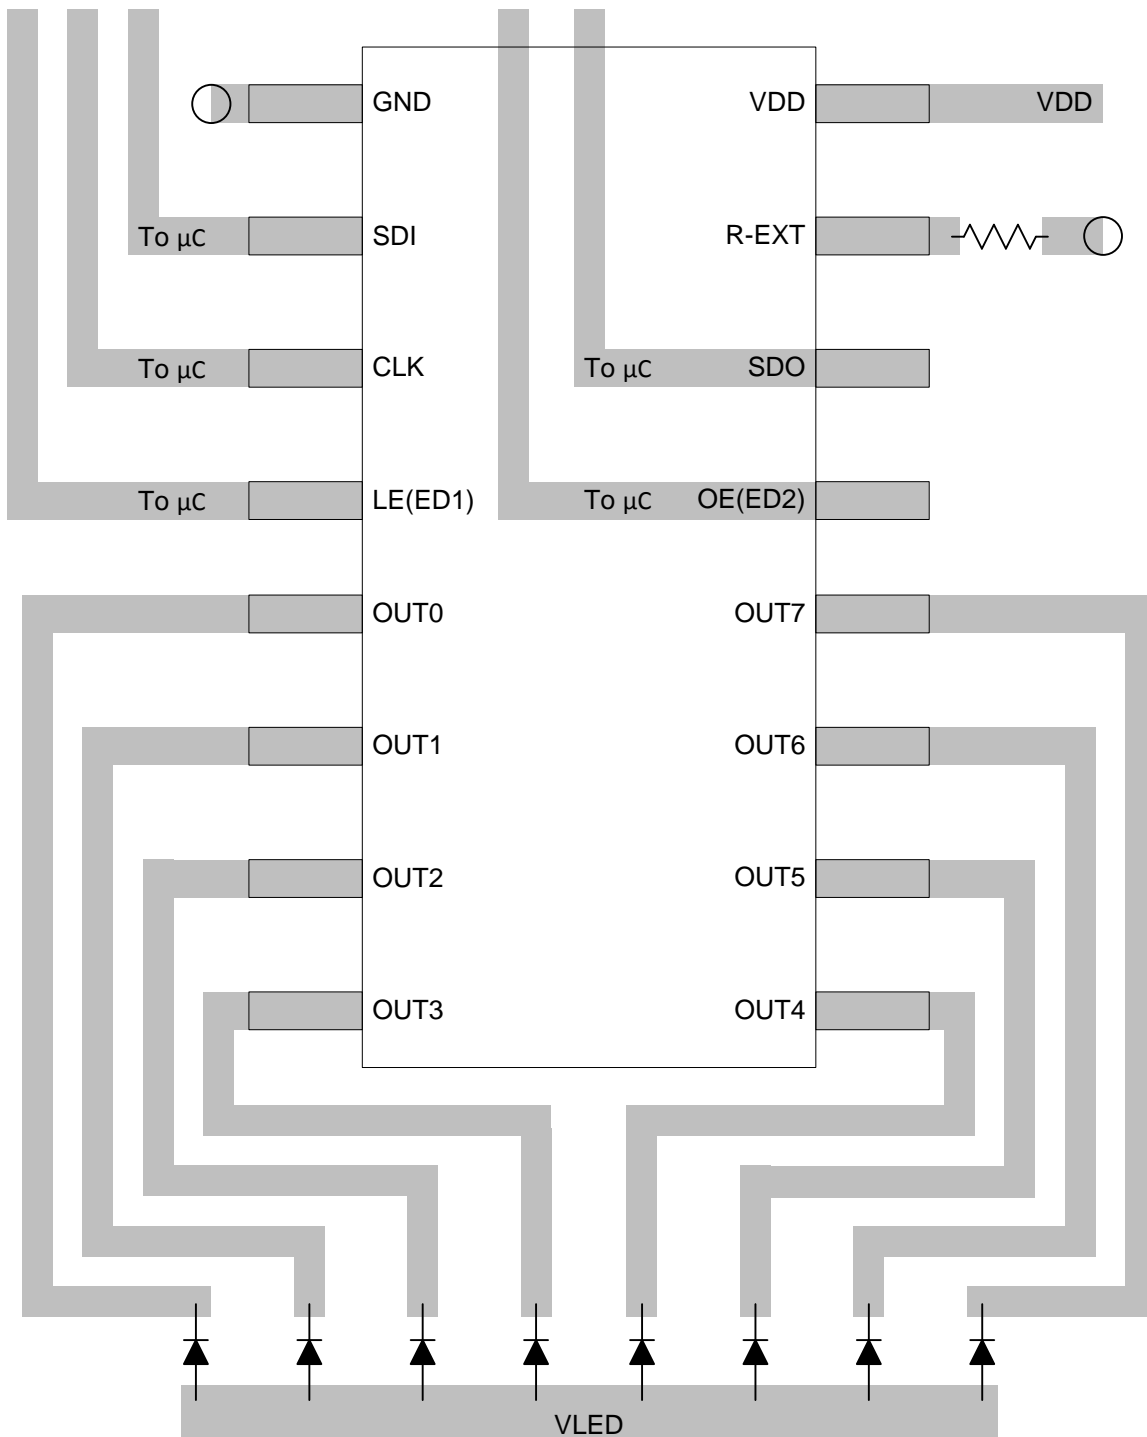 GND VDD VDD
To µC SDI R-EXT
To µC CLK To µC SDO
To µC LE(ED1) To µC OE(ED2)
OUT0 OUT7
OUT1 OUT6
OUT2 OUT5
OUT3 OUT4
VLED